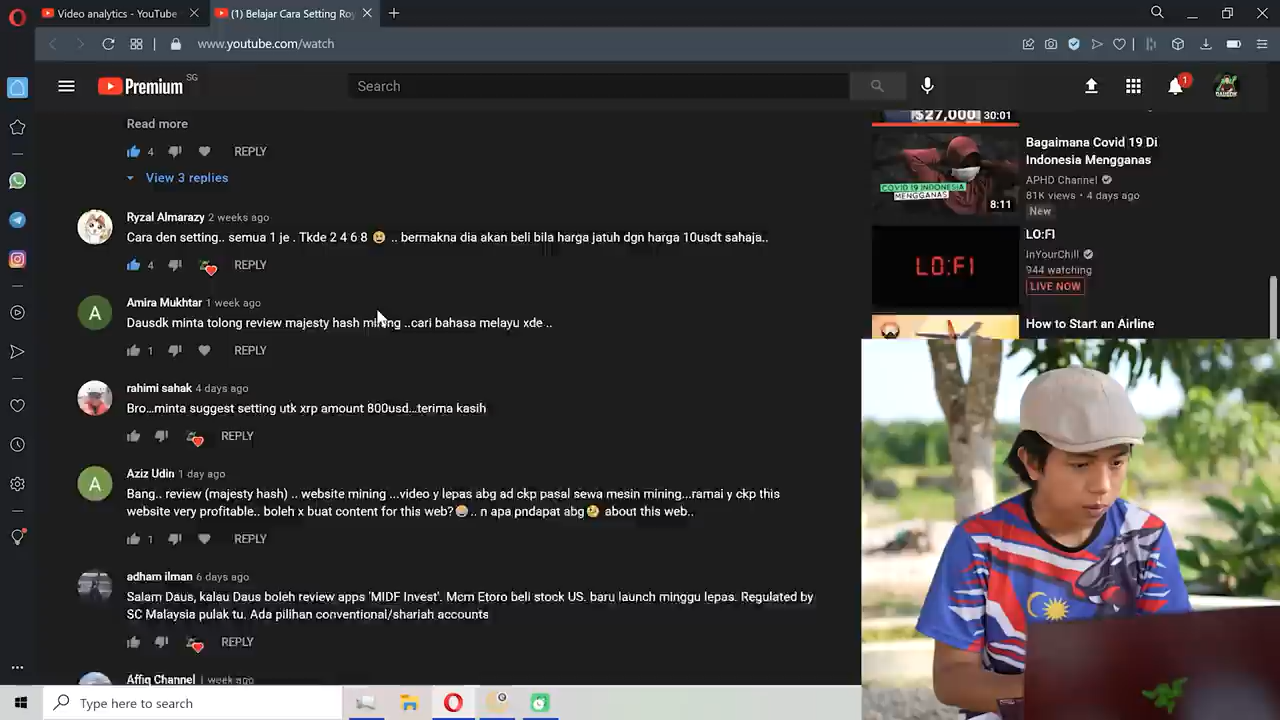 Video analytics - YouTube
(1) Belajar Cara Setting Roy
www.youtube.com/watch
Premium SG
Search
1
Read more
4 REPLY
View 3 replies
Ryzal Almarazy 2 weeks ago
Cara den setting.. semua 1 je . Tkde 2 4 6 8 😆 .. bermakna dia akan beli bila harga jatuh dgn harga 10usdt sahaja..
4 REPLY
A
Amira Mukhtar 1 week ago
Dausdk minta tolong review majesty hash mining ..cari bahasa melayu xde ..
1 REPLY
rahimi sahak 4 days ago
Bro...minta suggest setting utk xrp amount 800usd...terima kasih
REPLY
A
Aziz Udin 1 day ago
Bang.. review (majesty hash) .. website mining ...video y lepas abg ad ckp pasal sewa mesin mining...ramai y ckp this
website very profitable.. boleh x buat content for this web? .. n apa pndapat abg about this web..
1 REPLY
adham ilman 6 days ago
Salam Daus, kalau Daus boleh review apps 'MIDF Invest'. Mcm Etoro beli stock US. baru launch minggu lepas. Regulated by
SC Malaysia pulak tu. Ada pilihan conventional/shariah accounts
REPLY
Affiq Channel 1 week ago
$27,000 30:01
COVID 19 INDONESIA
MENGGANAS
8:11
Bagaimana Covid 19 Di
Indonesia Mengganas
APHD Channel
81K views • 4 days ago
New
LO:FI
LO:FI
InYourChill
944 watching
LIVE NOW
How to Start an Airline
Type here to search